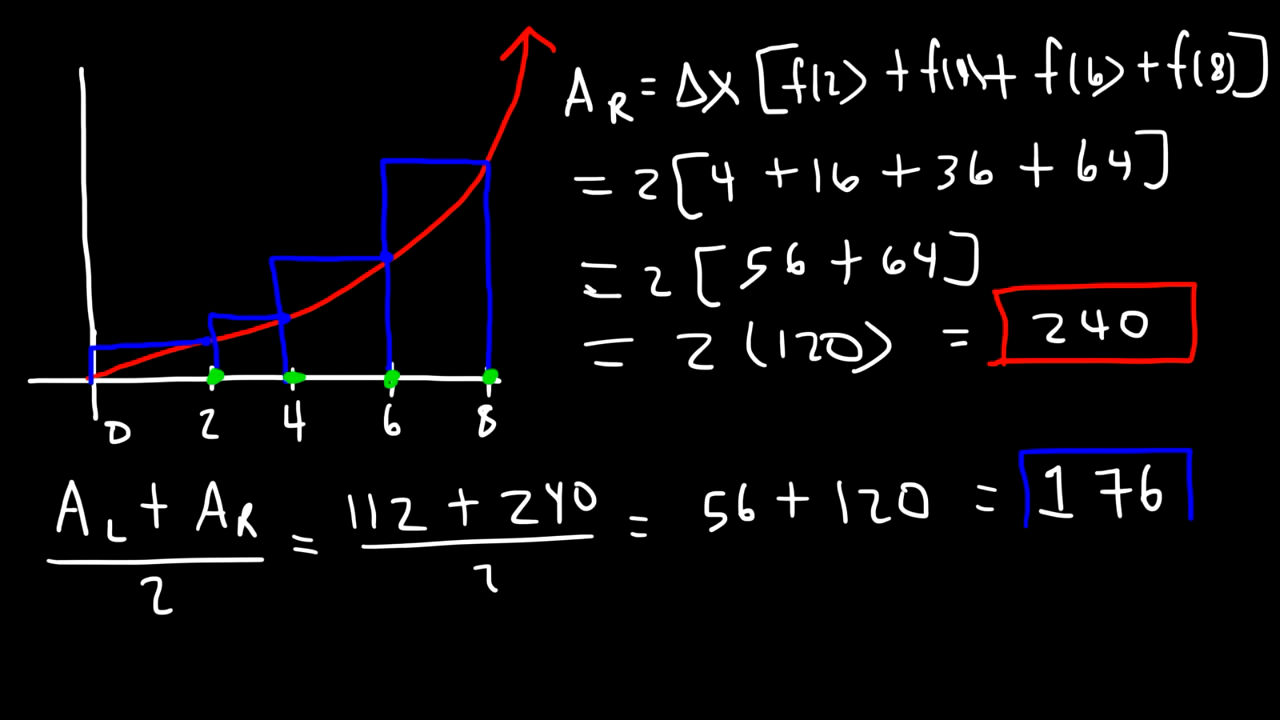 A_R = Δx [f(2) + f(4) + f(6) + f(8)]
= 2 [4 + 16 + 36 + 64]
= 2 [56 + 64]
= 2 (120) = 240
0 2 4 6 8
A_L + A_R / 2 = 112 + 240 / 2 = 56 + 120 = 176